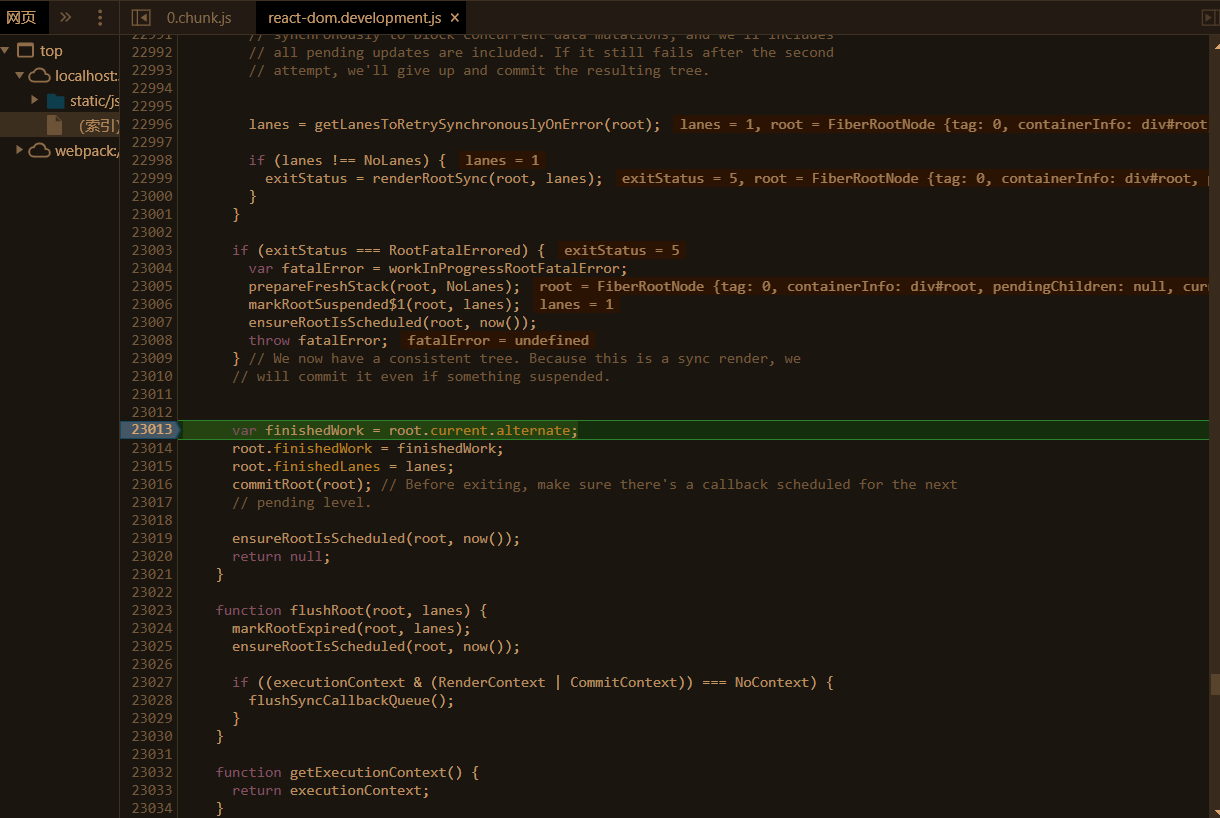 网页
0.chunk.js
react-dom.development.js ×
top
localhost:
static/js
(索引)
webpack:/
22991 // synchronously to block concurrent data mutations, and we'll includes
22992 // all pending updates are included. If it still fails after the second
22993 // attempt, we'll give up and commit the resulting tree.
22994
22995
22996 lanes = getLanesToRetrySynchronouslyOnError(root); lanes = 1, root = FiberRootNode {tag: 0, containerInfo: div#root
22997
22998 if (lanes !== NoLanes) { lanes = 1
22999 exitStatus = renderRootSync(root, lanes); exitStatus = 5, root = FiberRootNode {tag: 0, containerInfo: div#root,
23000 }
23001 }
23002
23003 if (exitStatus === RootFatalErrored) { exitStatus = 5
23004 var fatalError = workInProgressRootFatalError;
23005 prepareFreshStack(root, NoLanes); root = FiberRootNode {tag: 0, containerInfo: div#root, pendingChildren: null, cur
23006 markRootSuspended$1(root, lanes); lanes = 1
23007 ensureRootIsScheduled(root, now());
23008 throw fatalError; fatalError = undefined
23009 } // We now have a consistent tree. Because this is a sync render, we
23010 // will commit it even if something suspended.
23011
23012
23013 var finishedWork = root.current.alternate;
23014 root.finishedWork = finishedWork;
23015 root.finishedLanes = lanes;
23016 commitRoot(root); // Before exiting, make sure there's a callback scheduled for the next
23017 // pending level.
23018
23019 ensureRootIsScheduled(root, now());
23020 return null;
23021 }
23022
23023 function flushRoot(root, lanes) {
23024 markRootExpired(root, lanes);
23025 ensureRootIsScheduled(root, now());
23026
23027 if ((executionContext & (RenderContext | CommitContext)) === NoContext) {
23028 flushSyncCallbackQueue();
23029 }
23030 }
23031
23032 function getExecutionContext() {
23033 return executionContext;
23034 }